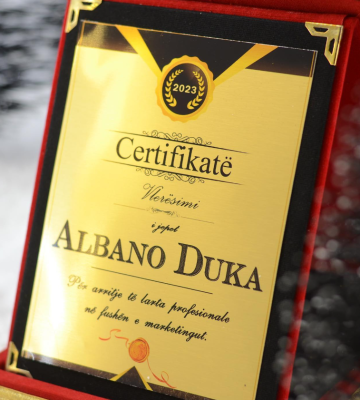 2023
Certifikatë
Vlerësimi
i jepet
ALBANO DUKA
Për arritje të larta profesionale
në fushën e marketingut.